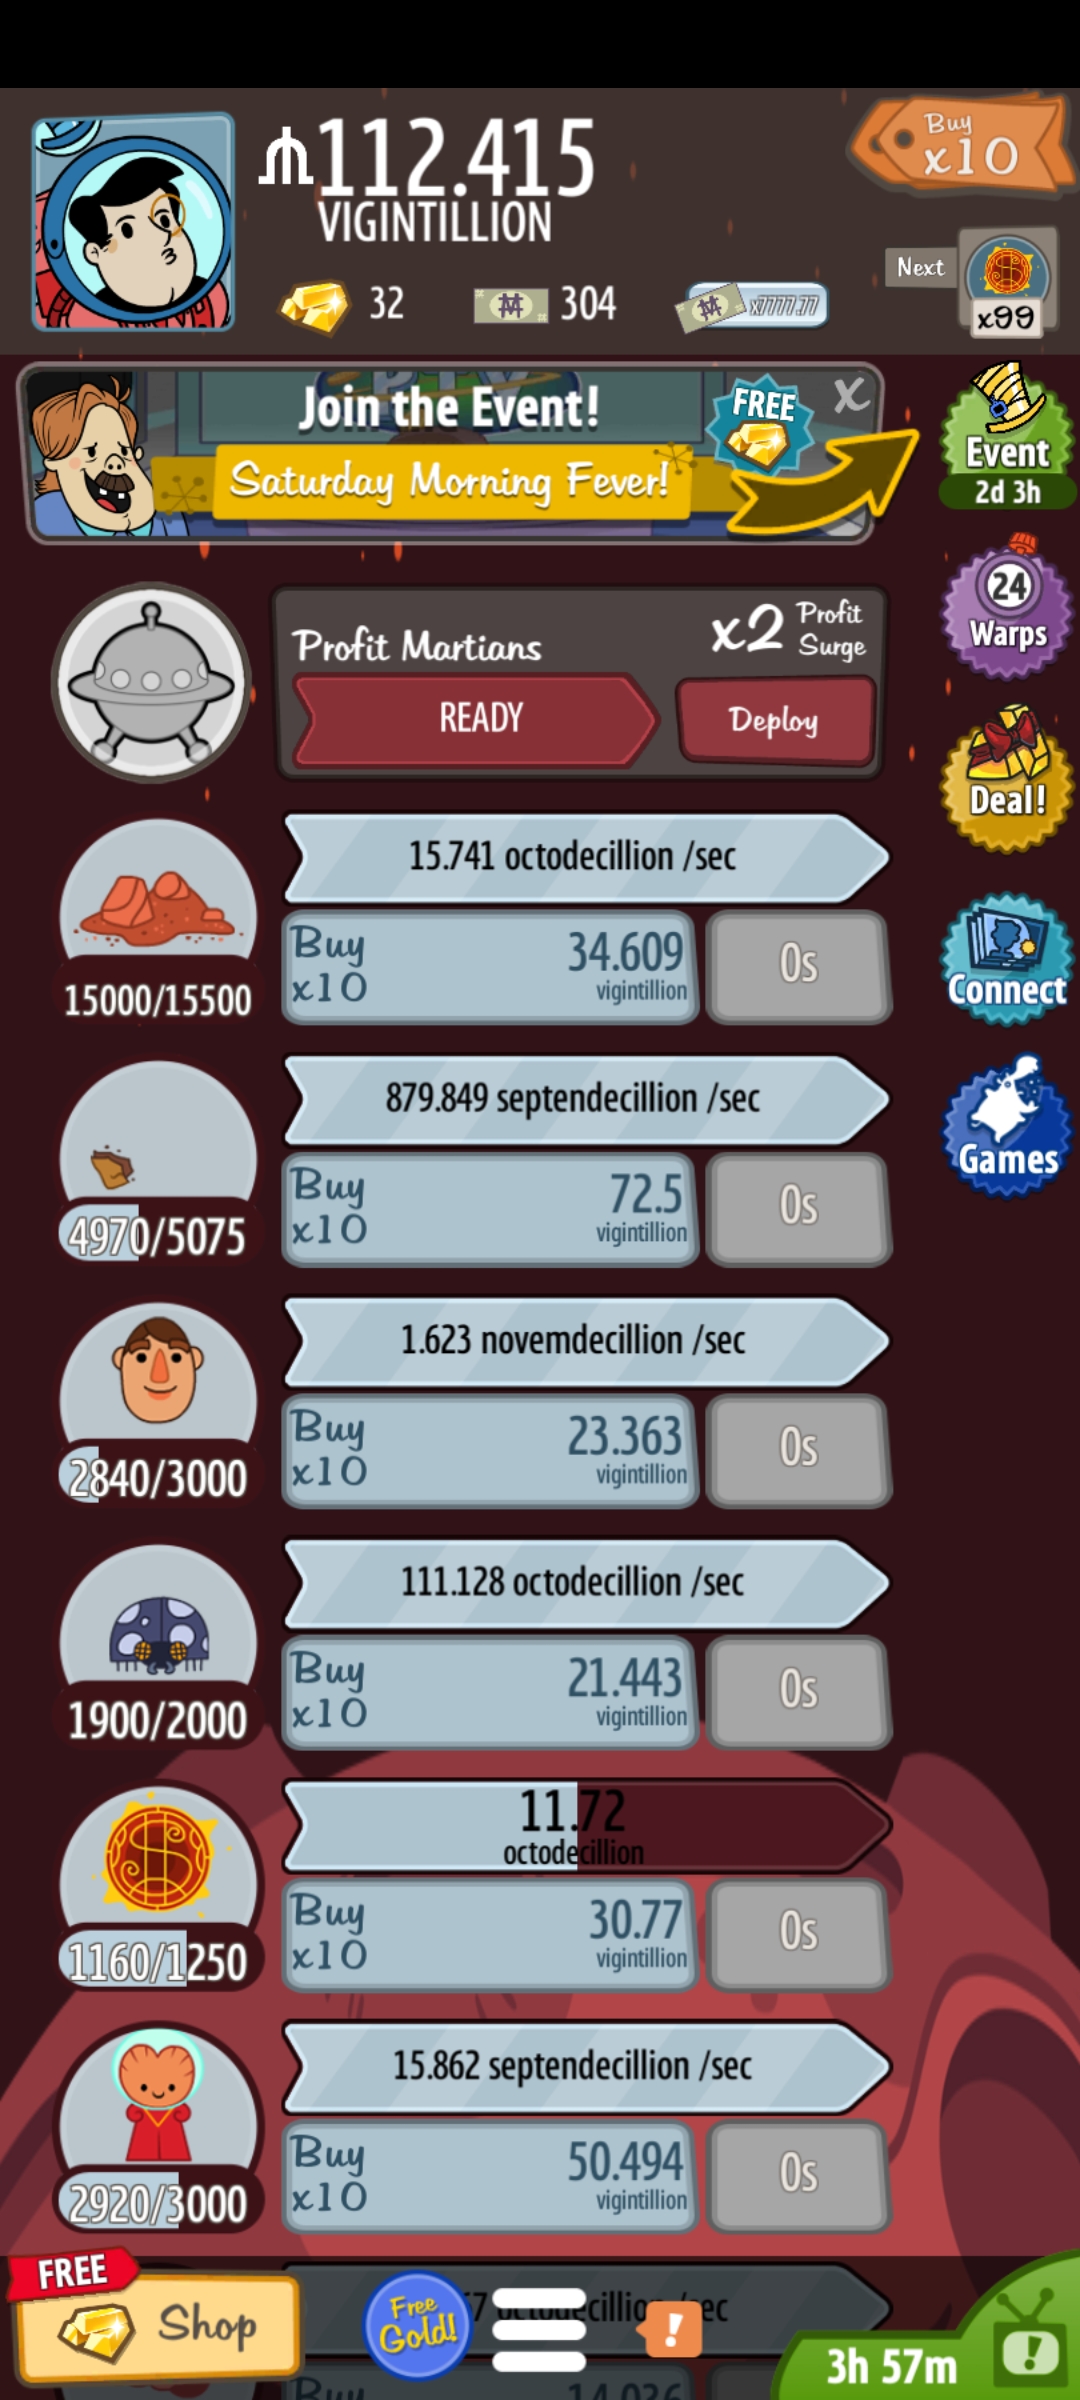 112.415
VIGINTILLION
Buy
x10
32
304
x7777.77
Next
x99
Join the Event!
Saturday Morning Fever!
FREE
X
Event
2d 3h
Profit Martians
x2 Profit
Surge
READY
Deploy
24
Warps
Deal!
15.741 octodecillion /sec
Buy
x10
34.609
vigintillion
0s
15000/15500
Connect
879.849 septendecillion /sec
Buy
x10
72.5
vigintillion
0s
4970/5075
Games
1.623 novemdecillion /sec
Buy
x10
23.363
vigintillion
0s
2840/3000
111.128 octodecillion /sec
Buy
x10
21.443
vigintillion
0s
1900/2000
11.72
octodecillion
Buy
x10
30.77
vigintillion
0s
1160/1250
15.862 septendecillion /sec
Buy
x10
50.494
vigintillion
0s
2920/3000
FREE
Shop
Free
Gold!
!
3h 57m
!
Buy
14.036